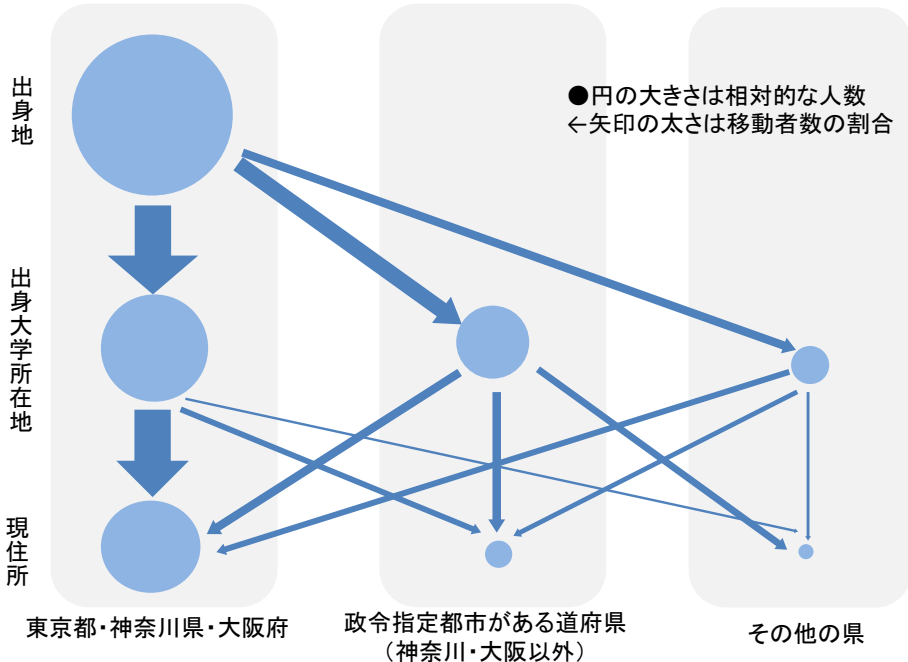 出身地
●円の大きさは相対的な人数
←矢印の太さは移動者数の割合
出身大学所在地
現住所
東京都・神奈川県・大阪府
政令指定都市がある道府県
（神奈川・大阪以外）
その他の県